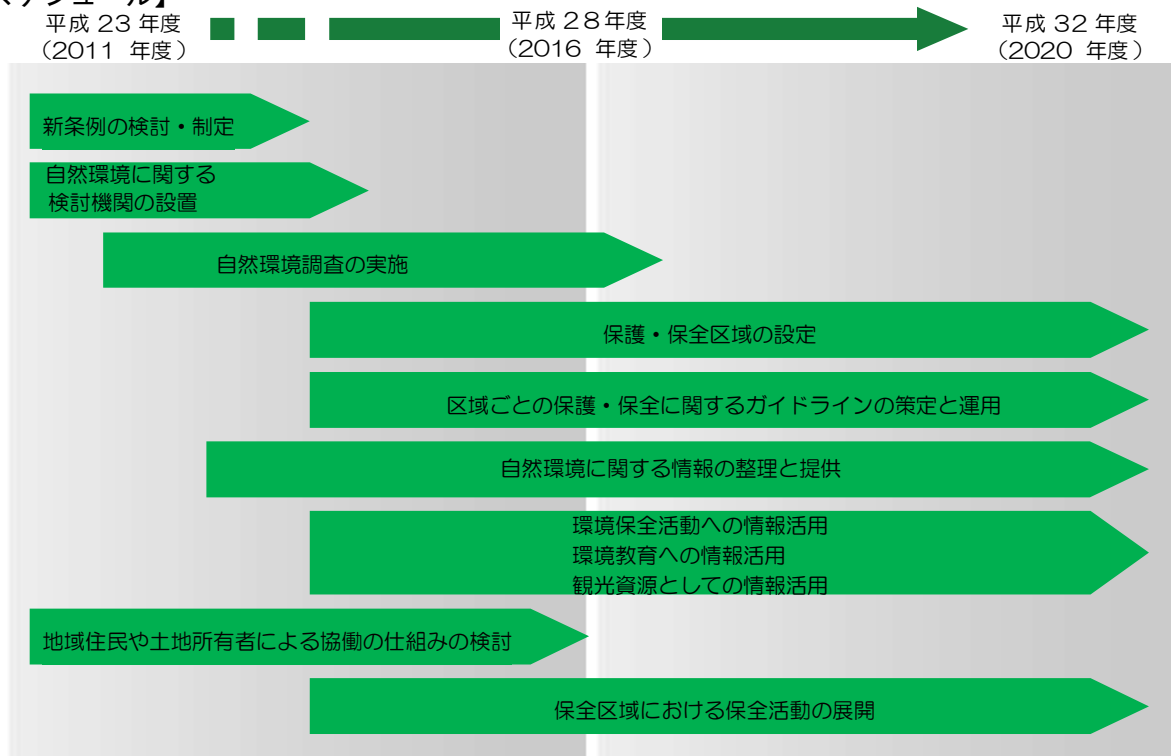 ケジュール】
平成 23 年度
（2011 年度）
平成２８年度
（2016 年度）
平成 32 年度
（2020 年度）
新条例の検討・制定
自然環境に関する
検討機関の設置
自然環境調査の実施
保護・保全区域の設定
区域ごとの保護・保全に関するガイドラインの策定と運用
自然環境に関する情報の整理と提供
環境保全活動への情報活用
環境教育への情報活用
観光資源としての情報活用
地域住民や土地所有者による協働の仕組みの検討
保全区域における保全活動の展開